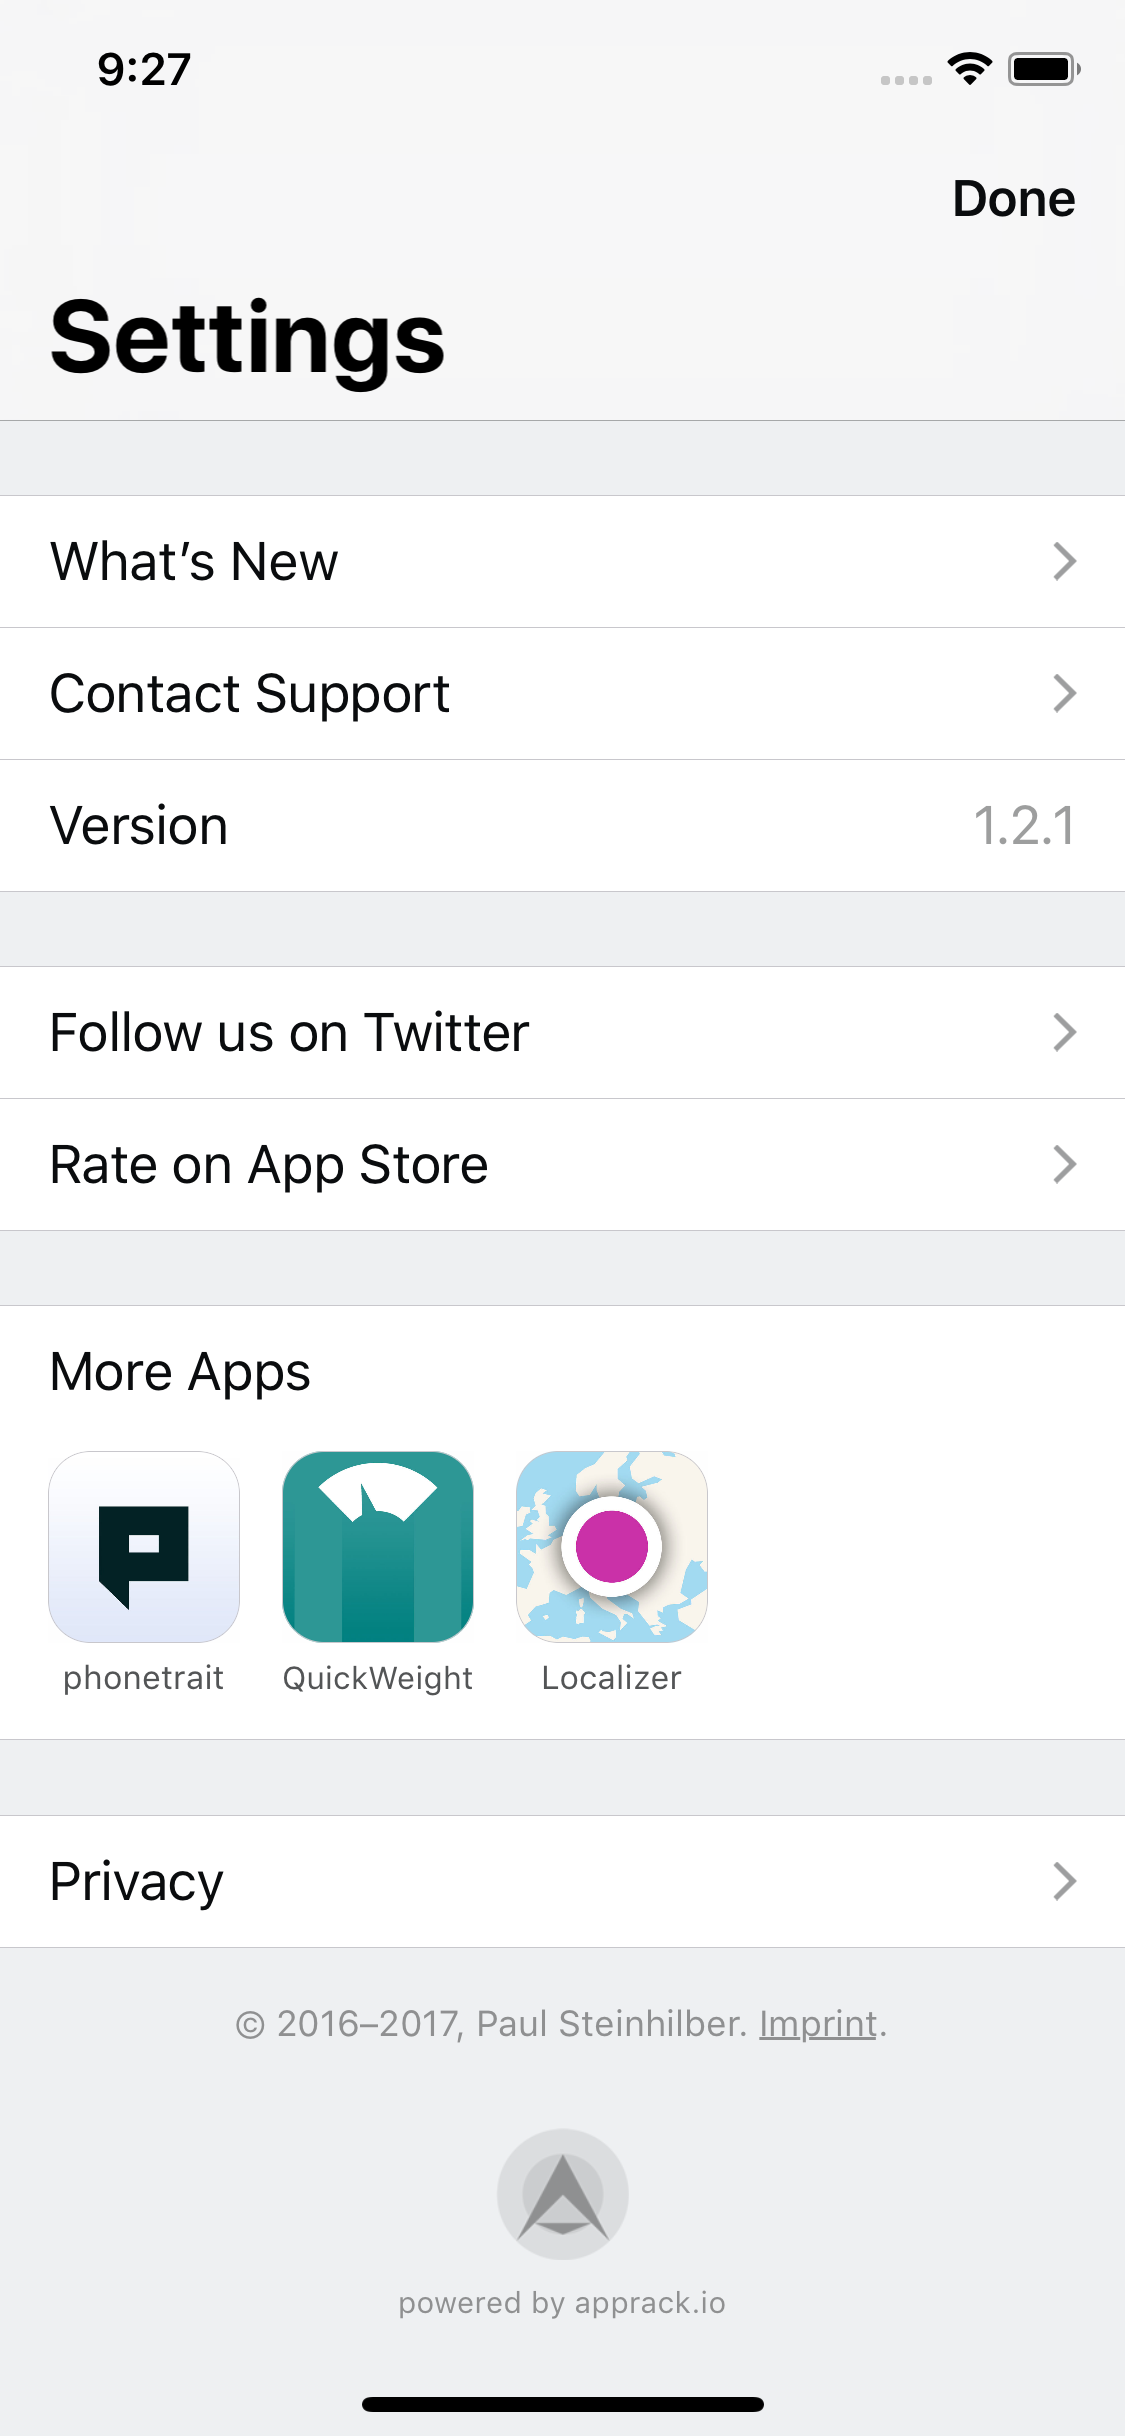 9:27
Done
Settings
What’s New
Contact Support
Version 1.2.1
Follow us on Twitter
Rate on App Store
More Apps
phonetrait QuickWeight Localizer
Privacy
© 2016–2017, Paul Steinhilber. Imprint.
powered by apprack.io